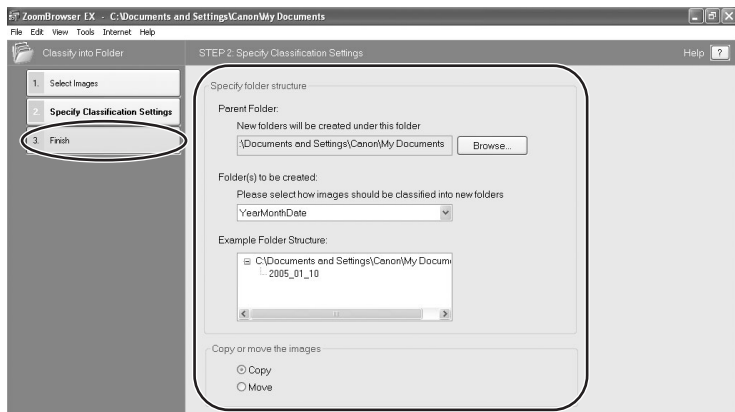 ZoomBrowser EX - C:\Documents and Settings\Canon\My Documents
File Edit View Tools Internet Help
Classify into Folder
STEP 2: Specify Classification Settings
Help ?
1. Select Images
2. Specify Classification Settings
3. Finish
Specify folder structure
Parent Folder:
New folders will be created under this folder
:\Documents and Settings\Canon\My Documents
Browse...
Folder(s) to be created:
Please select how images should be classified into new folders
YearMonthDate
Example Folder Structure:
C:\Documents and Settings\Canon\My Docum
2005_01_10
Copy or move the images
Copy
Move